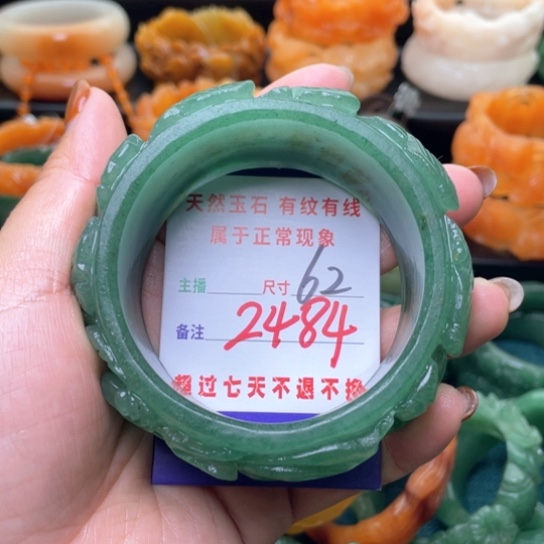 天然玉石 有纹有线
属于正常现象
主播 尺寸 62
备注 2484
超过七天不退不换